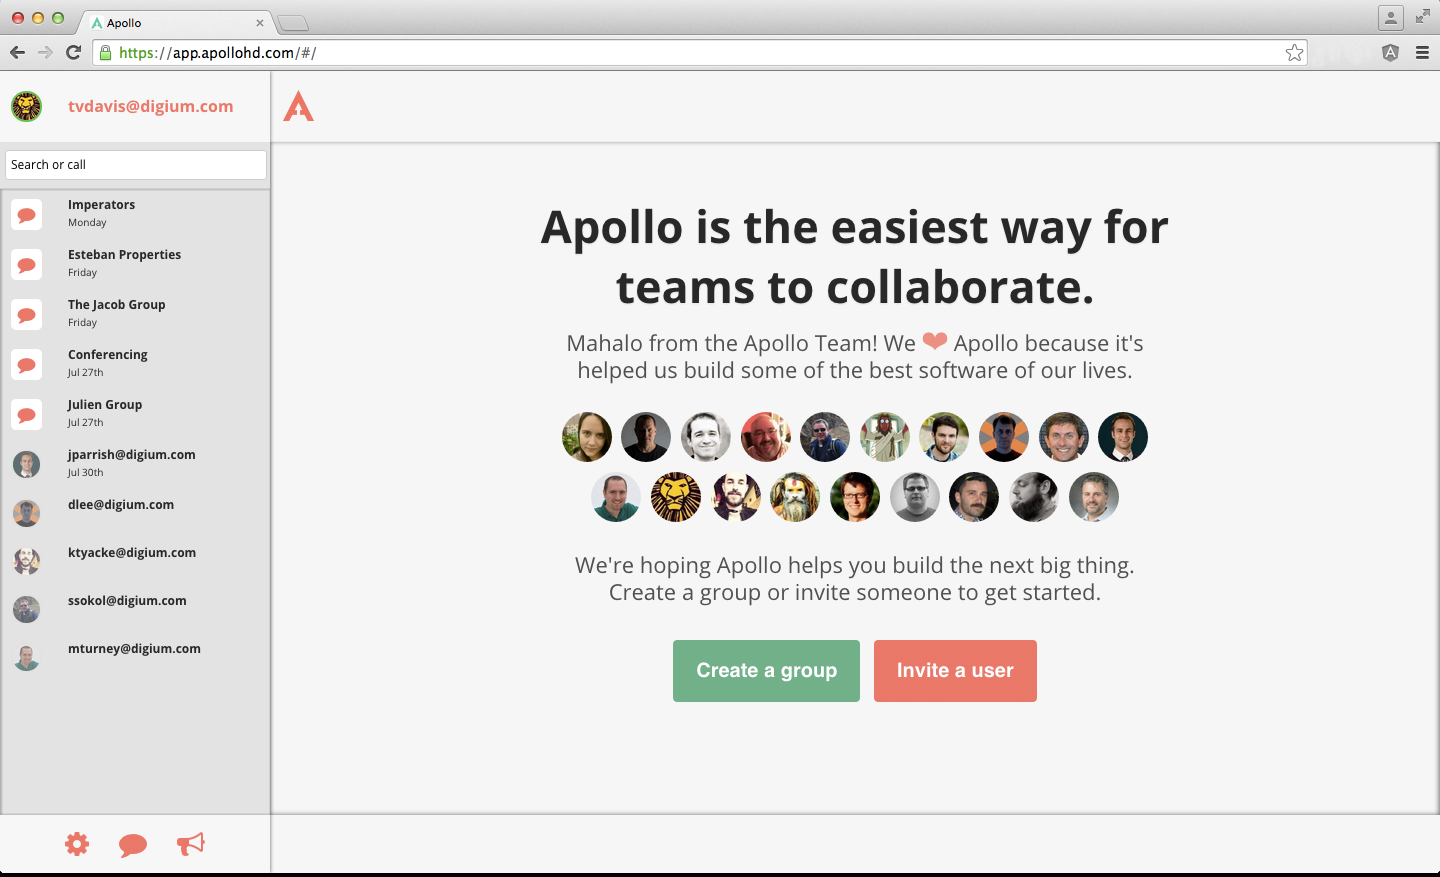 Apollo
https://app.apollohd.com/#/
tvdavis@digium.com
Search or call
Imperators
Monday
Esteban Properties
Friday
The Jacob Group
Friday
Conferencing
Jul 27th
Julien Group
Jul 27th
jparrish@digium.com
Jul 30th
dlee@digium.com
ktyacke@digium.com
ssokol@digium.com
mturney@digium.com
Apollo is the easiest way for
teams to collaborate.
Mahalo from the Apollo Team! We ❤ Apollo because it's
helped us build some of the best software of our lives.
We're hoping Apollo helps you build the next big thing.
Create a group or invite someone to get started.
Create a group
Invite a user